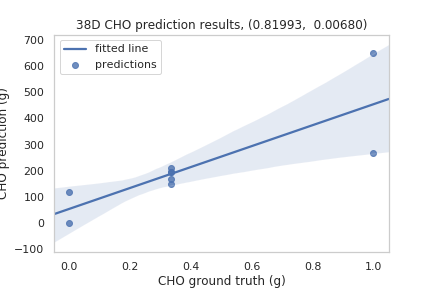 38D CHO prediction results, (0.81993,  0.00680)
700
600
500
400
300
200
100
0
−100
CHO prediction (g)
fitted line
predictions
0.0 0.2 0.4 0.6 0.8 1.0
CHO ground truth (g)